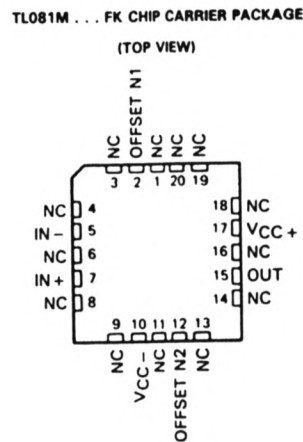 TL081M . . . FK CHIP CARRIER PACKAGE
(TOP VIEW)
NC
OFFSET N1
NC
NC
NC
3 2 1 20 19
NC 4
IN - 5
NC 6
IN + 7
NC 8
18 NC
17 VCC +
16 NC
15 OUT
14 NC
9 10 11 12 13
NC
VCC -
NC
OFFSET N2
NC